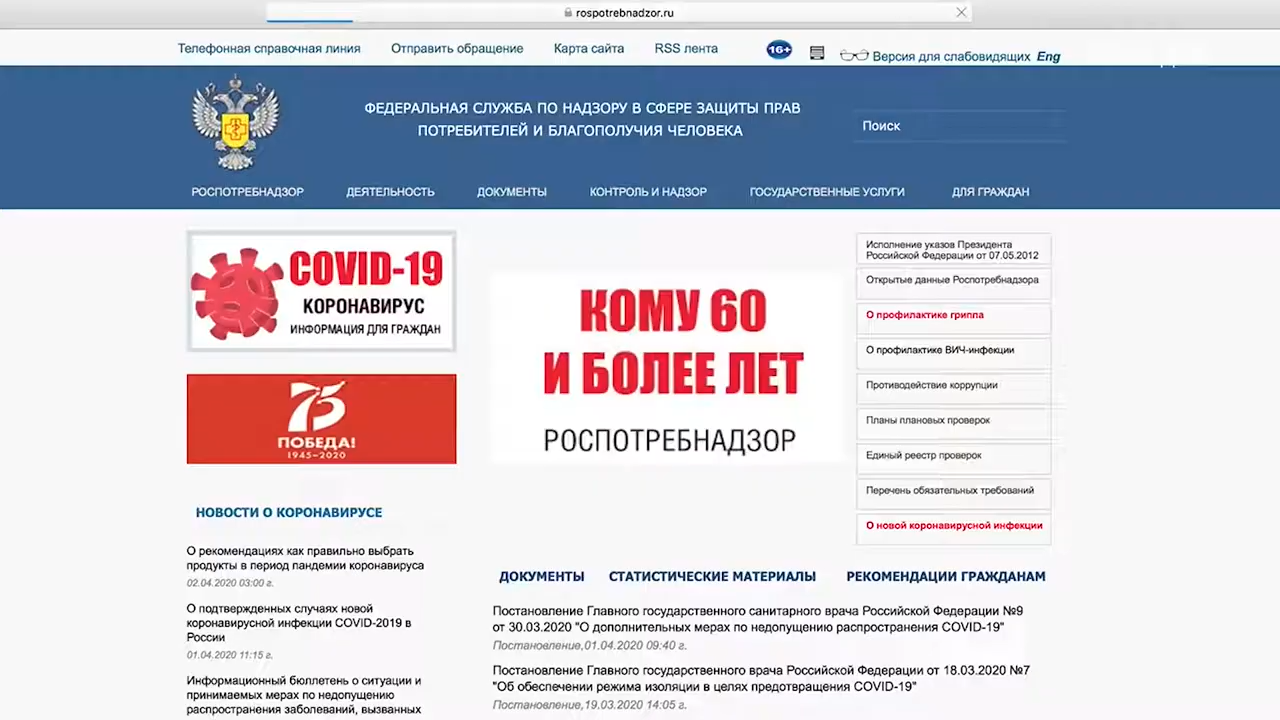 rospotrebnadzor.ru
Телефонная справочная линия
Отправить обращение
Карта сайта
RSS лента
16+
Версия для слабовидящих
Eng
ФЕДЕРАЛЬНАЯ СЛУЖБА ПО НАДЗОРУ В СФЕРЕ ЗАЩИТЫ ПРАВ
ПОТРЕБИТЕЛЕЙ И БЛАГОПОЛУЧИЯ ЧЕЛОВЕКА
Поиск
РОСПОТРЕБНАДЗОР
ДЕЯТЕЛЬНОСТЬ
ДОКУМЕНТЫ
КОНТРОЛЬ И НАДЗОР
ГОСУДАРСТВЕННЫЕ УСЛУГИ
ДЛЯ ГРАЖДАН
COVID-19
КОРОНАВИРУС
ИНФОРМАЦИЯ ДЛЯ ГРАЖДАН
75
ПОБЕДА!
1945–2020
НОВОСТИ О КОРОНАВИРУСЕ
О рекомендациях как правильно выбрать
продукты в период пандемии коронавируса
02.04.2020 03:00 г.
О подтвержденных случаях новой
коронавирусной инфекции COVID-2019 в
России
01.04.2020 11:15 г.
Информационный бюллетень о ситуации и
принимаемых мерах по недопущению
распространения заболеваний, вызванных
КОМУ 60
И БОЛЕЕ ЛЕТ
РОСПОТРЕБНАДЗОР
Исполнение указов Президента
Российской Федерации от 07.05.2012
Открытые данные Роспотребнадзора
О профилактике гриппа
О профилактике ВИЧ-инфекции
Противодействие коррупции
Планы плановых проверок
Единый реестр проверок
Перечень обязательных требований
О новой коронавирусной инфекции
ДОКУМЕНТЫ
СТАТИСТИЧЕСКИЕ МАТЕРИАЛЫ
РЕКОМЕНДАЦИИ ГРАЖДАНАМ
Постановление Главного государственного санитарного врача Российской Федерации №9
от 30.03.2020 "О дополнительных мерах по недопущению распространения COVID-19"
Постановление,01.04.2020 09:40 г.
Постановление Главного государственного врача Российской Федерации от 18.03.2020 №7
"Об обеспечении режима изоляции в целях предотвращения COVID-19"
Постановление,19.03.2020 14:05 г.